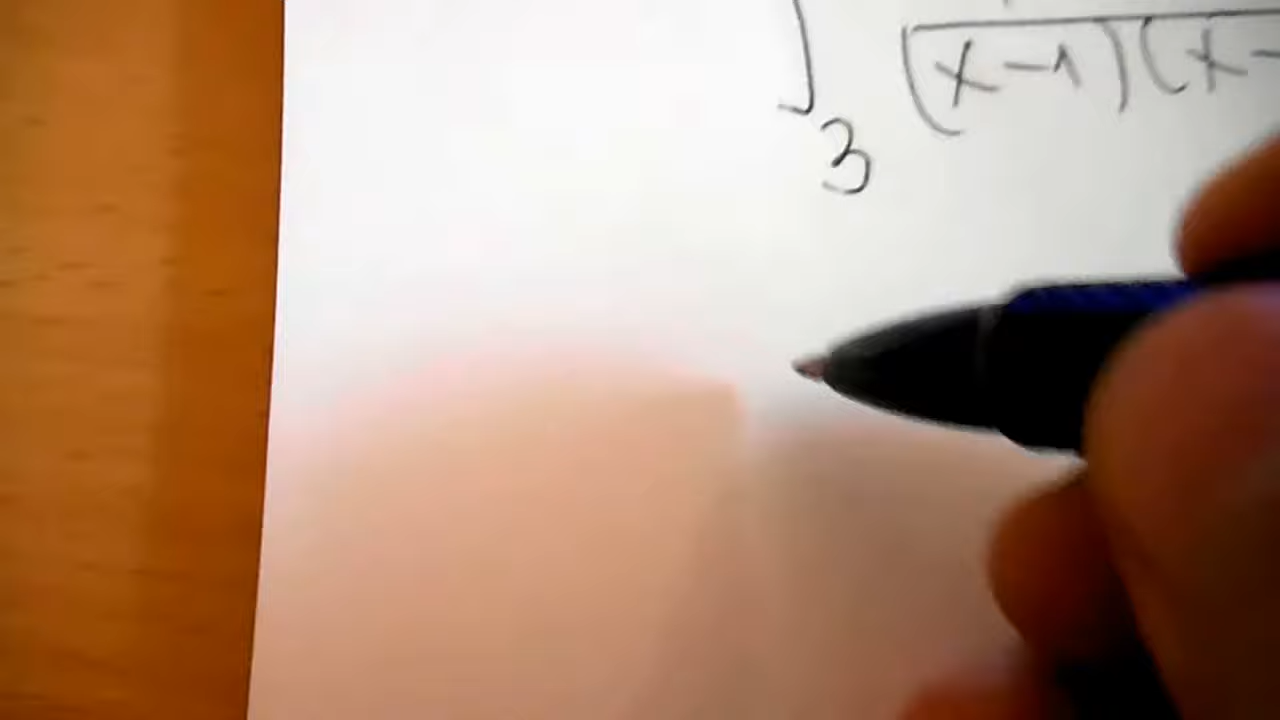 ∫
(x-1)(x-
3